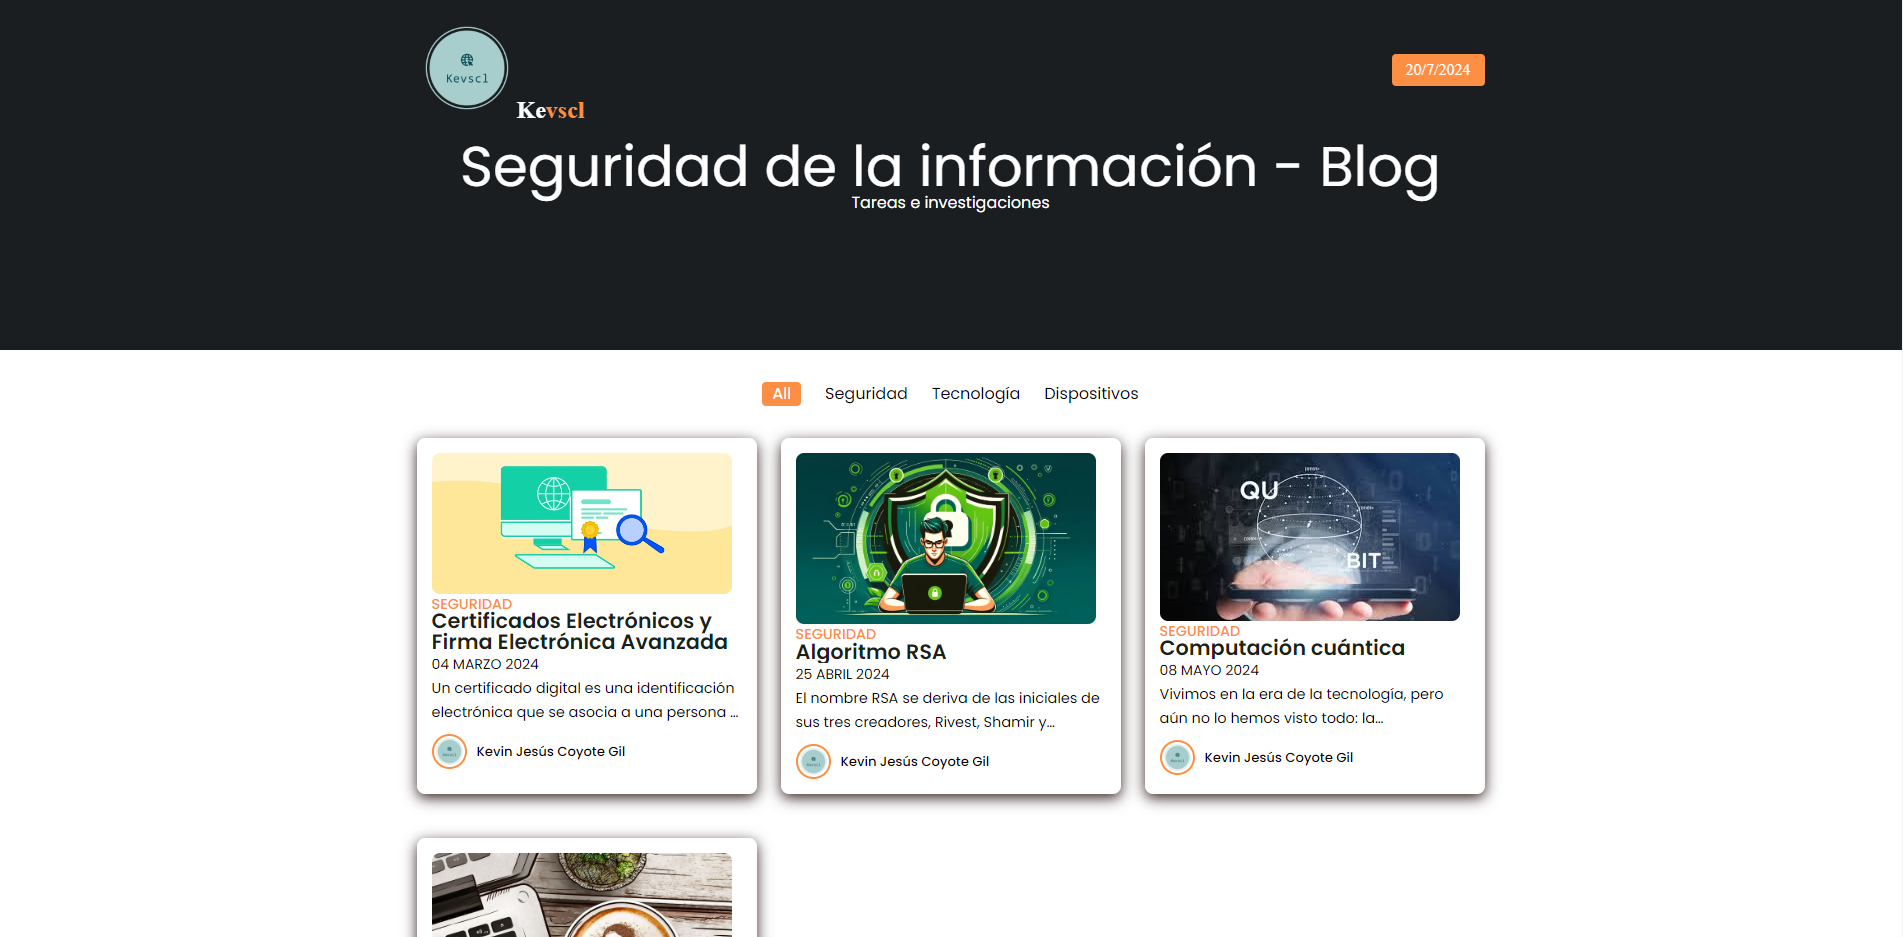 Kevscl
Kevscl
20/7/2024
Seguridad de la información - Blog
Tareas e investigaciones
All
Seguridad
Tecnología
Dispositivos
SEGURIDAD
Certificados Electrónicos y
Firma Electrónica Avanzada
04 MARZO 2024
Un certificado digital es una identificación
electrónica que se asocia a una persona ...
Kevin Jesús Coyote Gil
SEGURIDAD
Algoritmo RSA
25 ABRIL 2024
El nombre RSA se deriva de las iniciales de
sus tres creadores, Rivest, Shamir y...
Kevin Jesús Coyote Gil
QU
BIT
SEGURIDAD
Computación cuántica
08 MAYO 2024
Vivimos en la era de la tecnología, pero
aún no lo hemos visto todo: la...
Kevin Jesús Coyote Gil